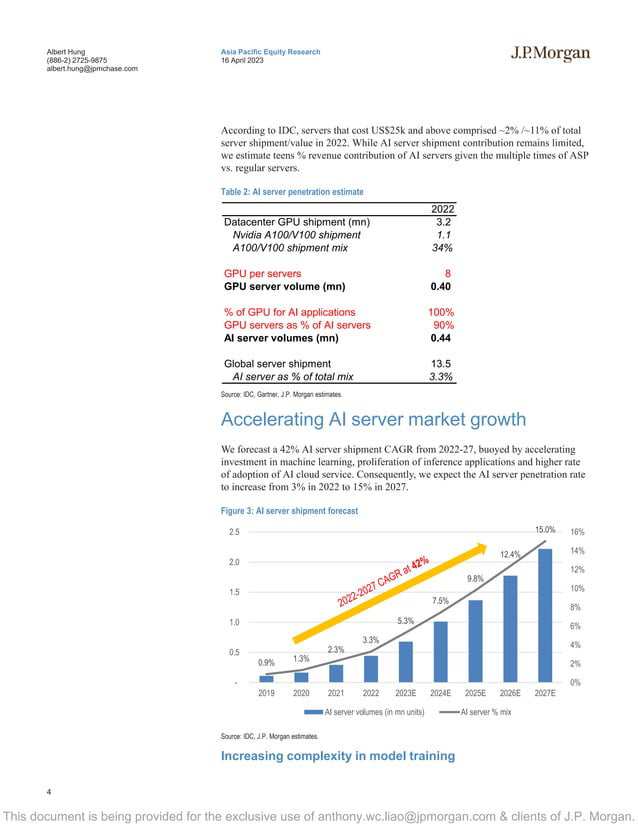 Albert Hung
(886-2) 2725-9875
albert.hung@jpmchase.com
Asia Pacific Equity Research
16 April 2023
J.P.Morgan
According to IDC, servers that cost US$25k and above comprised ~2% /~11% of total
server shipment/value in 2022. While AI server shipment contribution remains limited,
we estimate teens % revenue contribution of AI servers given the multiple times of ASP
vs. regular servers.
Table 2: AI server penetration estimate
2022
Datacenter GPU shipment (mn) 3.2
Nvidia A100/V100 shipment 1.1
A100/V100 shipment mix 34%
GPU per servers 8
GPU server volume (mn) 0.40
% of GPU for AI applications 100%
GPU servers as % of AI servers 90%
AI server volumes (mn) 0.44
Global server shipment 13.5
AI server as % of total mix 3.3%
Source: IDC, Gartner, J.P. Morgan estimates.
Accelerating AI server market growth
We forecast a 42% AI server shipment CAGR from 2022-27, buoyed by accelerating
investment in machine learning, proliferation of inference applications and higher rate
of adoption of AI cloud service. Consequently, we expect the AI server penetration rate
to increase from 3% in 2022 to 15% in 2027.
Figure 3: AI server shipment forecast
2.5
2.0
1.5
1.0
0.5
-
16%
14%
12%
10%
8%
6%
4%
2%
0%
2022-2027 CAGR at 42%
0.9% 1.3% 2.3% 3.3% 5.3% 7.5% 9.8% 12.4% 15.0%
2019 2020 2021 2022 2023E 2024E 2025E 2026E 2027E
AI server volumes (in mn units) AI server % mix
Source: IDC, J.P. Morgan estimates.
Increasing complexity in model training
4
This document is being provided for the exclusive use of anthony.wc.liao@jpmorgan.com & clients of J.P. Morgan.